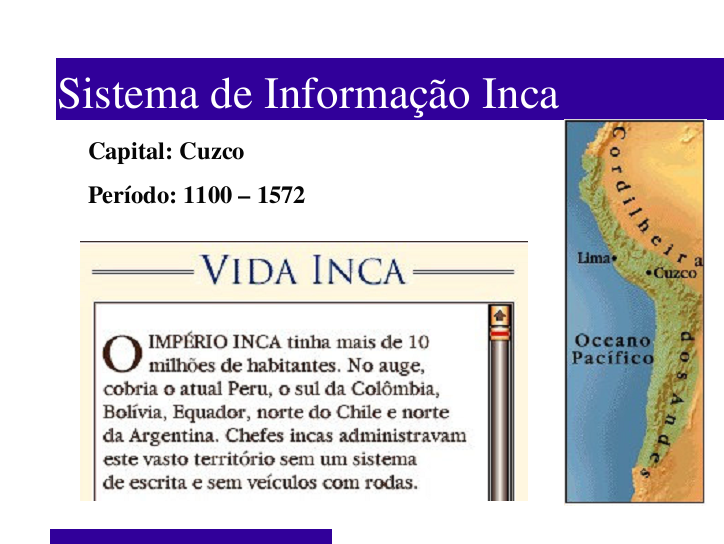 Sistema de Informação Inca
Capital: Cuzco
Período: 1100 – 1572
VIDA INCA
O IMPÉRIO INCA tinha mais de 10
milhões de habitantes. No auge,
cobria o atual Peru, o sul da Colômbia,
Bolívia, Equador, norte do Chile e norte
da Argentina. Chefes incas administravam
este vasto território sem um sistema
de escrita e sem veículos com rodas.
Cordilheira
Lima
Cuzco
Oceano
Pacífico
dos Andes